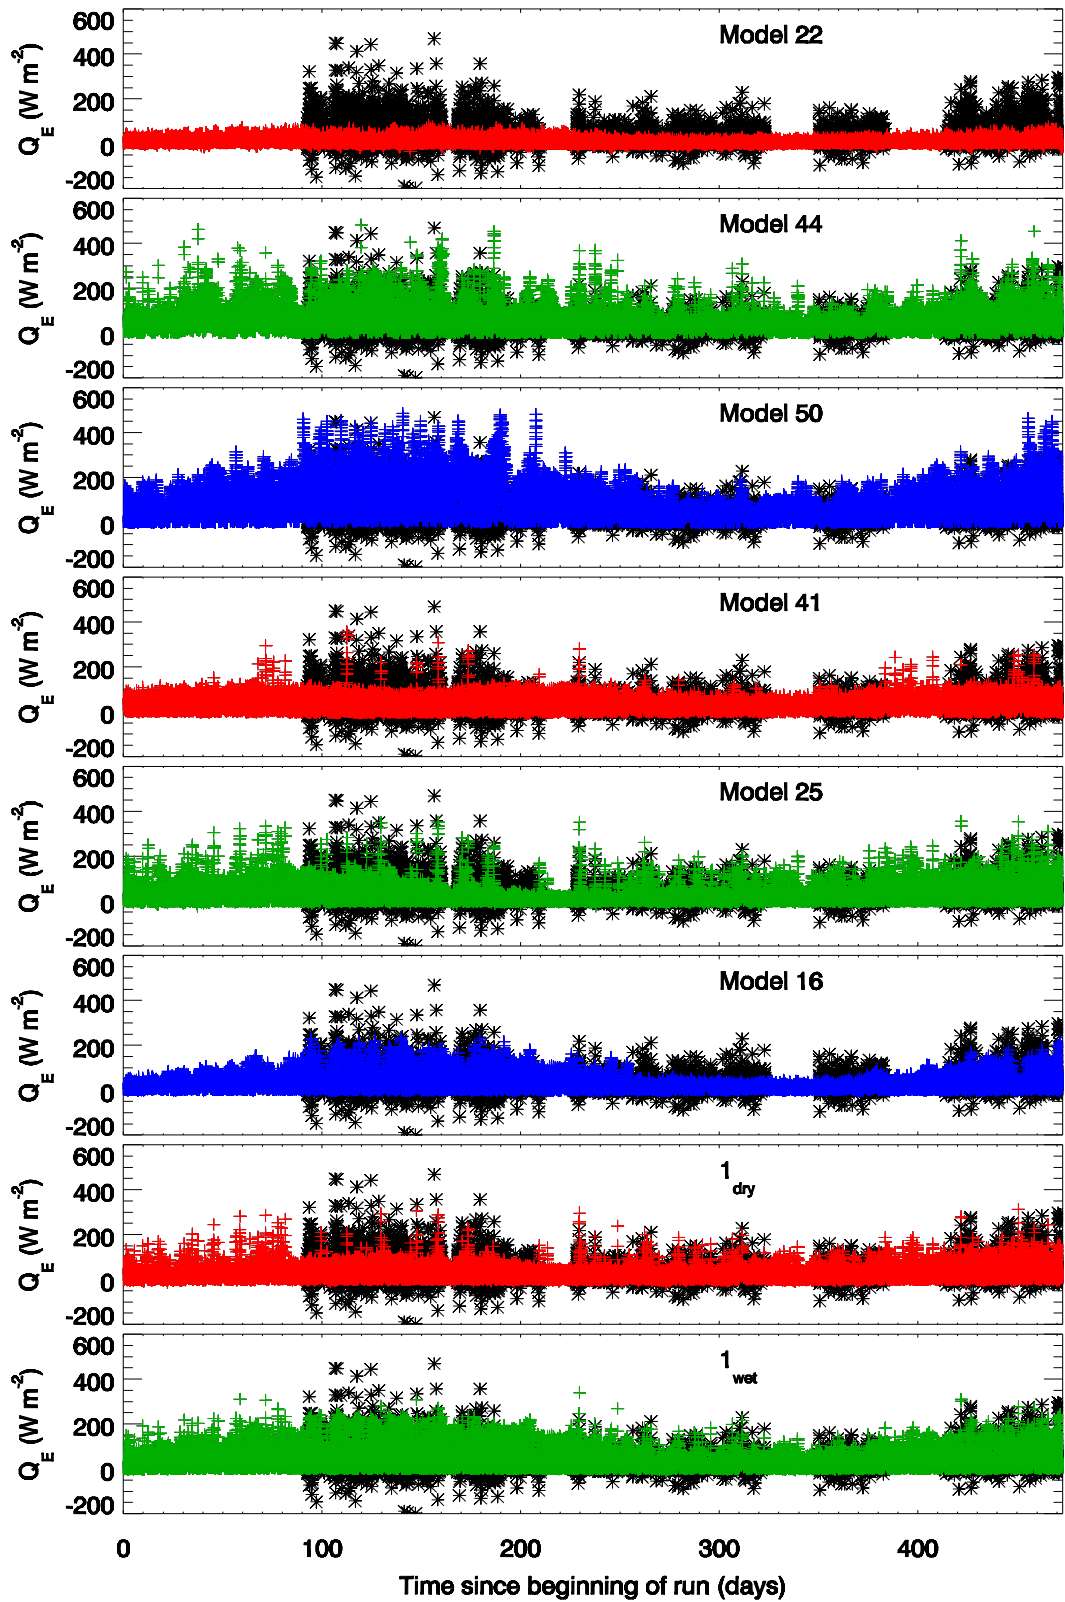 600
400
200
0
-200
Q_E (W m⁻²)
Model 22
600
400
200
0
-200
Q_E (W m⁻²)
Model 44
600
400
200
0
-200
Q_E (W m⁻²)
Model 50
600
400
200
0
-200
Q_E (W m⁻²)
Model 41
600
400
200
0
-200
Q_E (W m⁻²)
Model 25
600
400
200
0
-200
Q_E (W m⁻²)
Model 16
600
400
200
0
-200
Q_E (W m⁻²)
1_dry
600
400
200
0
-200
Q_E (W m⁻²)
1_wet
0 100 200 300 400
Time since beginning of run (days)